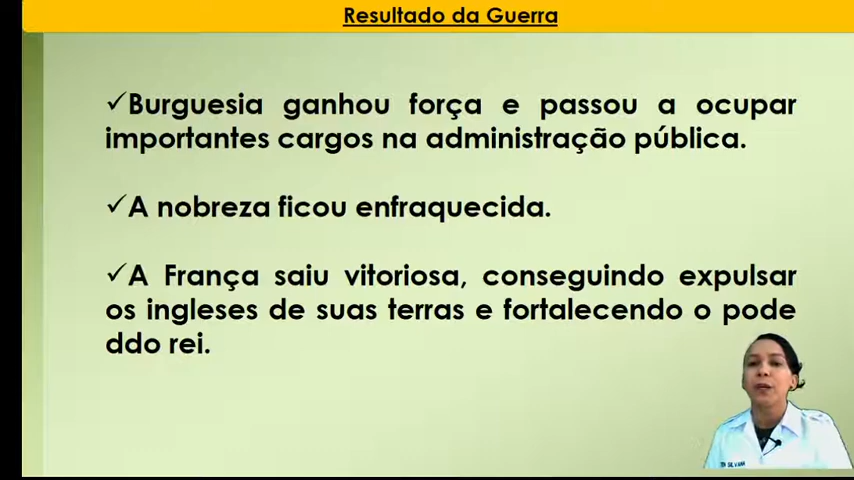 Resultado da Guerra
✓Burguesia ganhou força e passou a ocupar
importantes cargos na administração pública.
✓A nobreza ficou enfraquecida.
✓A França saiu vitoriosa, conseguindo expulsar
os ingleses de suas terras e fortalecendo o pode
ddo rei.